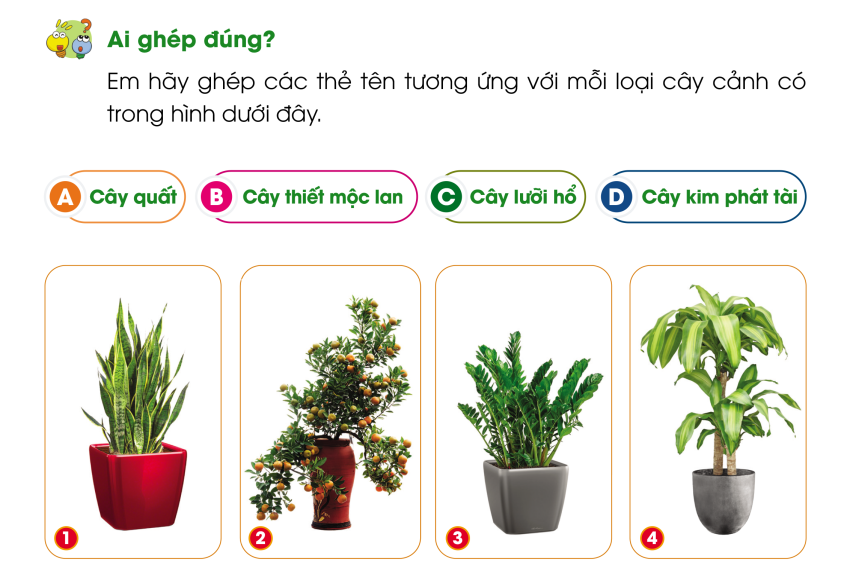 Ai ghép đúng?
Em hãy ghép các thẻ tên tương ứng với mỗi loại cây cảnh có
trong hình dưới đây.
A Cây quất
B Cây thiết mộc lan
C Cây lưỡi hổ
D Cây kim phát tài
1
2
3
4